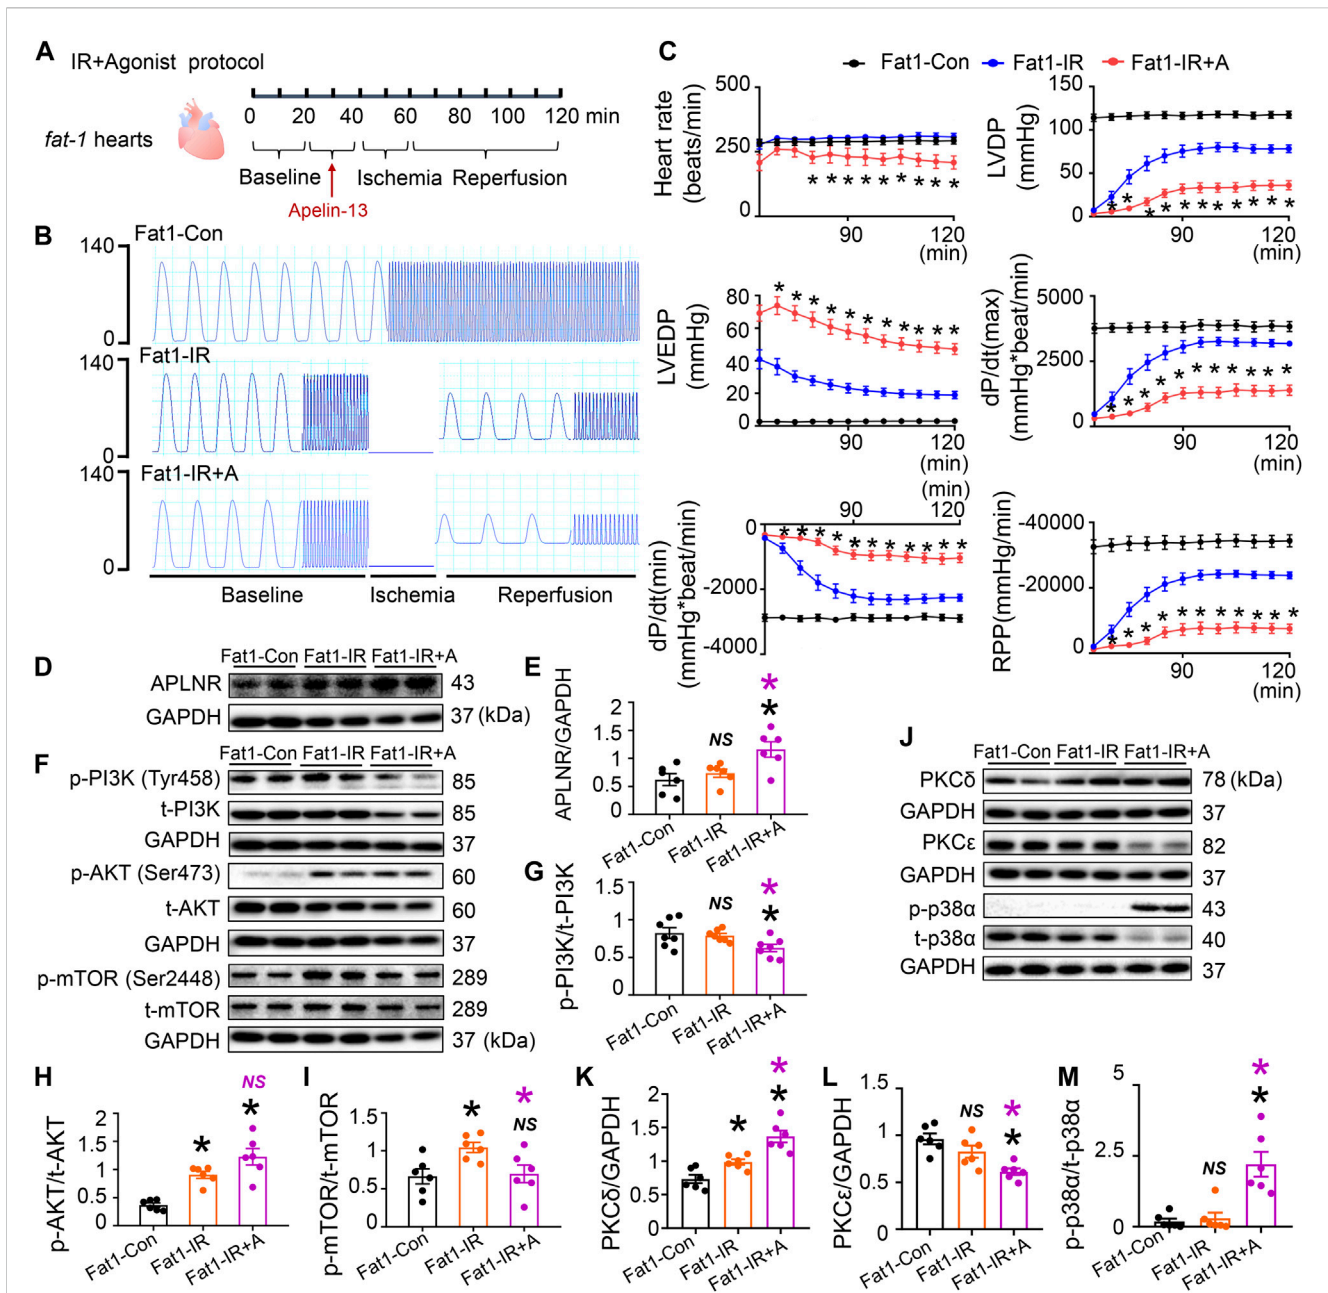 A
IR+Agonist protocol
fat-1 hearts
0 20 40 60 80 100 120 min
Baseline Ischemia Reperfusion
Apelin-13
B
Fat1-Con
140
0
Fat1-IR
140
0
Fat1-IR+A
140
0
Baseline Ischemia Reperfusion
C
Fat1-Con Fat1-IR Fat1-IR+A
Heart rate
(beats/min)
500
250
0
* * * * * * * * *
90 120
(min)
LVDP
(mmHg)
150
100
50
0
* * * * * * * * * * *
90 120
(min)
LVEDP
(mmHg)
80
60
40
20
0
* * * * * * * * * * *
90 120
(min)
dP/dt(max)
(mmHg*beat/min)
5000
2500
0
* * * * * * * * * * *
90 120
(min)
dP/dt(min)
(mmHg*beat/min)
(min)
90 120
0
-2000
-4000
* * * * * * * * * * *
RPP(mmHg/min)
-40000
-20000
0
* * * * * * * * * * *
90 120
(min)
D
Fat1-Con Fat1-IR Fat1-IR+A
APLNR 43
GAPDH 37 (kDa)
E
APLNR/GAPDH
2
1.5
1
0.5
0
NS
*
*
Fat1-Con Fat1-IR Fat1-IR+A
F
Fat1-Con Fat1-IR Fat1-IR+A
p-PI3K (Tyr458) 85
t-PI3K 85
GAPDH 37
p-AKT (Ser473) 60
t-AKT 60
GAPDH 37
p-mTOR (Ser2448) 289
t-mTOR 289
GAPDH 37 (kDa)
G
p-PI3K/t-PI3K
1.5
1
0.5
0
NS
*
*
Fat1-Con Fat1-IR Fat1-IR+A
J
Fat1-Con Fat1-IR Fat1-IR+A
PKCδ 78 (kDa)
GAPDH 37
PKCε 82
GAPDH 37
p-p38α 43
t-p38α 40
GAPDH 37
H
p-AKT/t-AKT
2
1.5
1
0.5
0
*
NS
*
Fat1-Con Fat1-IR Fat1-IR+A
I
p-mTOR/t-mTOR
1.5
1
0.5
0
*
*
NS
Fat1-Con Fat1-IR Fat1-IR+A
K
PKCδ/GAPDH
2
1.5
1
0.5
0
*
*
*
Fat1-Con Fat1-IR Fat1-IR+A
L
PKCε/GAPDH
1.5
1
0.5
0
NS
*
*
Fat1-Con Fat1-IR Fat1-IR+A
M
p-p38α/t-p38α
5
2.5
0
NS
*
*
Fat1-Con Fat1-IR Fat1-IR+A